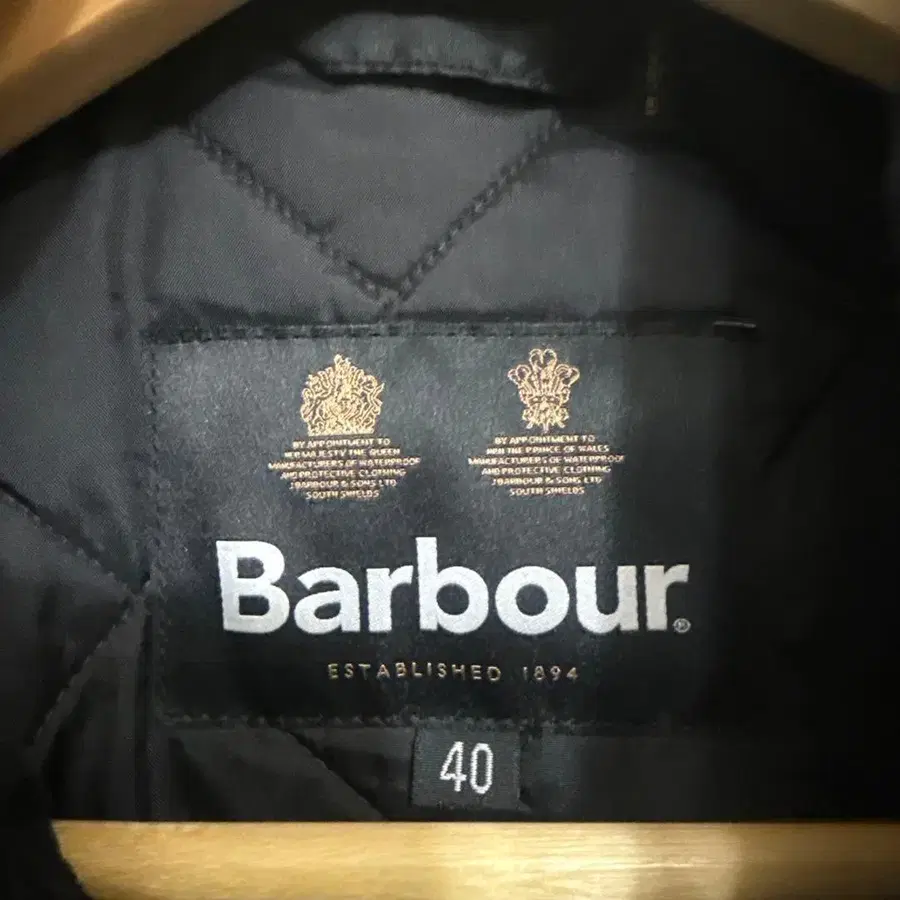 BY APPOINTMENT TO
HER MAJESTY THE QUEEN
MANUFACTURERS OF WATERPROOF
AND PROTECTIVE CLOTHING
J BARBOUR & SONS LTD
SOUTH SHIELDS
BY APPOINTMENT TO
HRH THE PRINCE OF WALES
MANUFACTURERS OF WATERPROOF
AND PROTECTIVE CLOTHING
J BARBOUR & SONS LTD
SOUTH SHIELDS
Barbour®
ESTABLISHED 1894
40